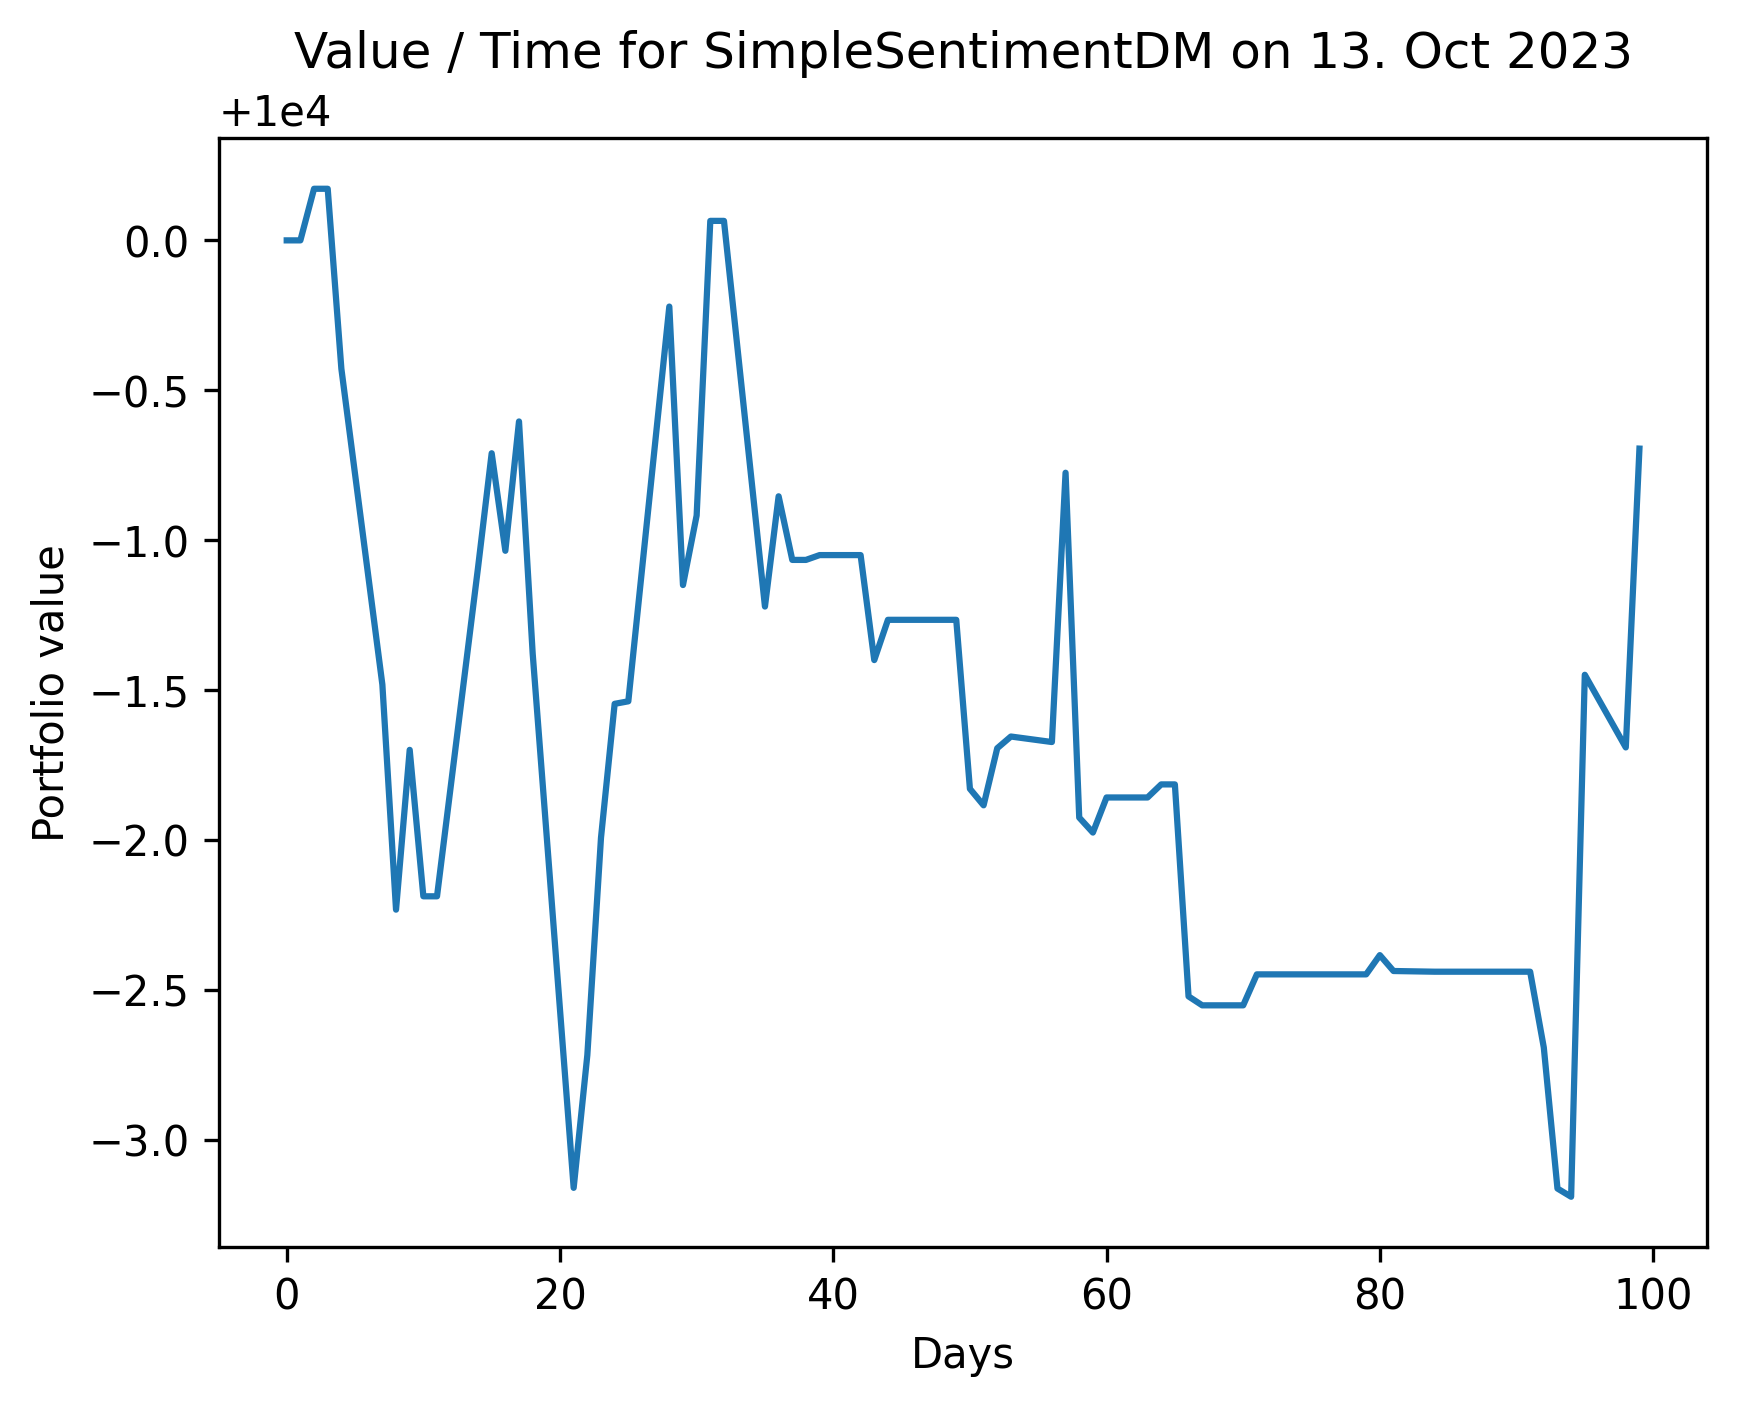 Value / Time for SimpleSentimentDM on 13. Oct 2023
+1e4
0.0
−0.5
−1.0
−1.5
−2.0
−2.5
−3.0
Portfolio value
0 20 40 60 80 100
Days